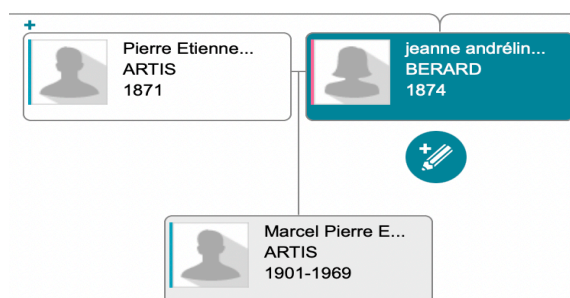 Pierre Etienne...
ARTIS
1871
jeanne andrélin...
BERARD
1874
Marcel Pierre E...
ARTIS
1901-1969